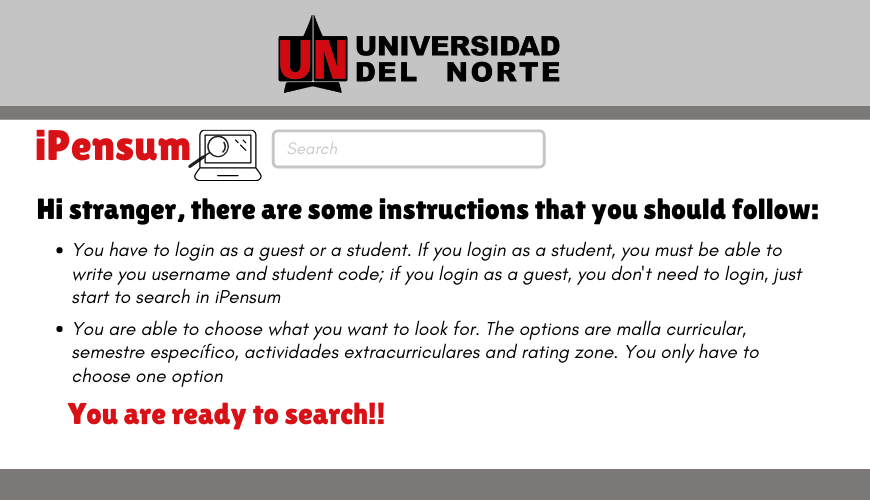 UN UNIVERSIDAD
DEL NORTE
iPensum
Search
Hi stranger, there are some instructions that you should follow:
• You have to login as a guest or a student. If you login as a student, you must be able to
write you username and student code; if you login as a guest, you don't need to login, just
start to search in iPensum
• You are able to choose what you want to look for. The options are malla curricular,
semestre específico, actividades extracurriculares and rating zone. You only have to
choose one option
You are ready to search!!